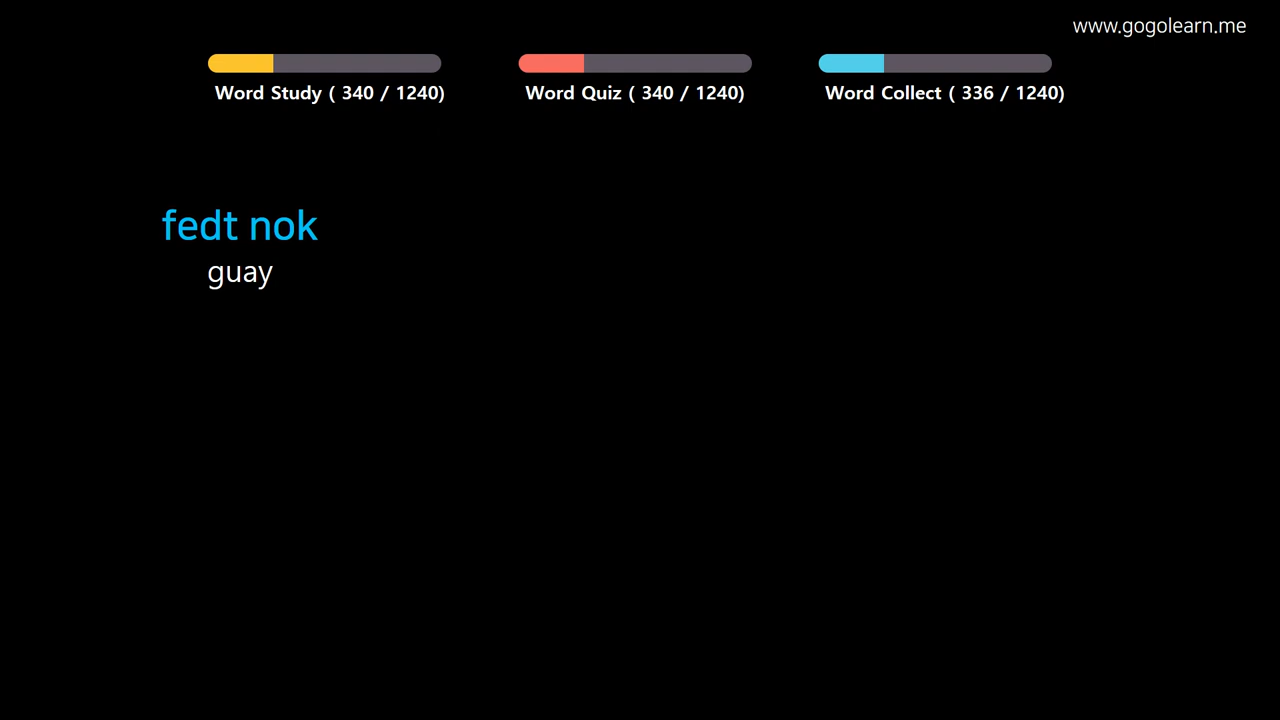 www.gogolearn.me
Word Study ( 340 / 1240)
Word Quiz ( 340 / 1240)
Word Collect ( 336 / 1240)
fedt nok
guay